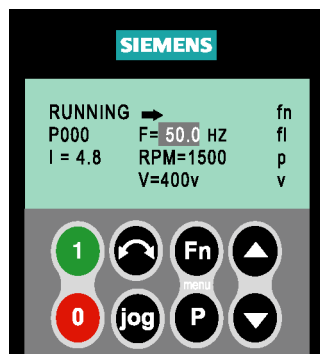 SIEMENS
RUNNING fn
P000 F= 50.0 HZ fl
I = 4.8 RPM=1500 p
V=400v v
1 Fn
menu
0 jog P